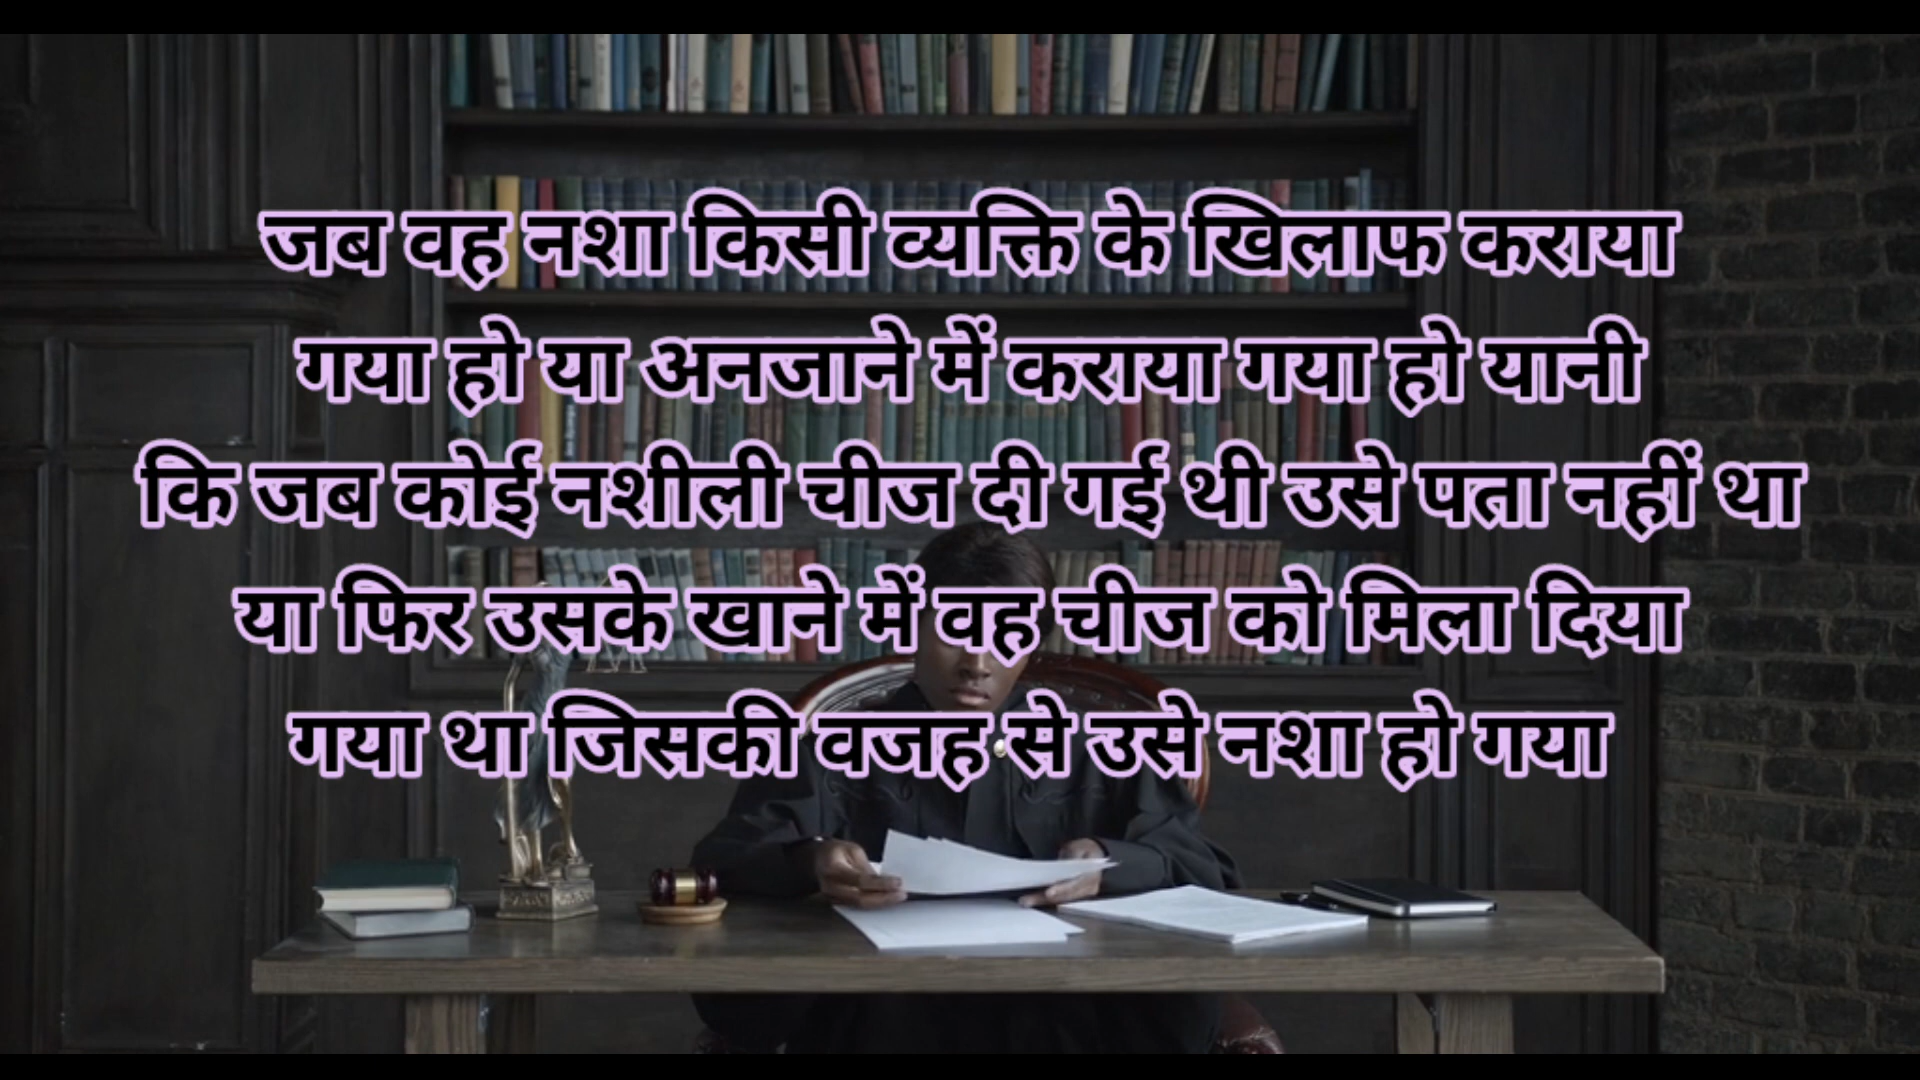 जब वह नशा किसी व्यक्ति के खिलाफ कराया
गया हो या अनजाने में कराया गया हो यानी
कि जब कोई नशीली चीज दी गई थी उसे पता नहीं था
या फिर उसके खाने में वह चीज को मिला दिया
गया था जिसकी वजह से उसे नशा हो गया